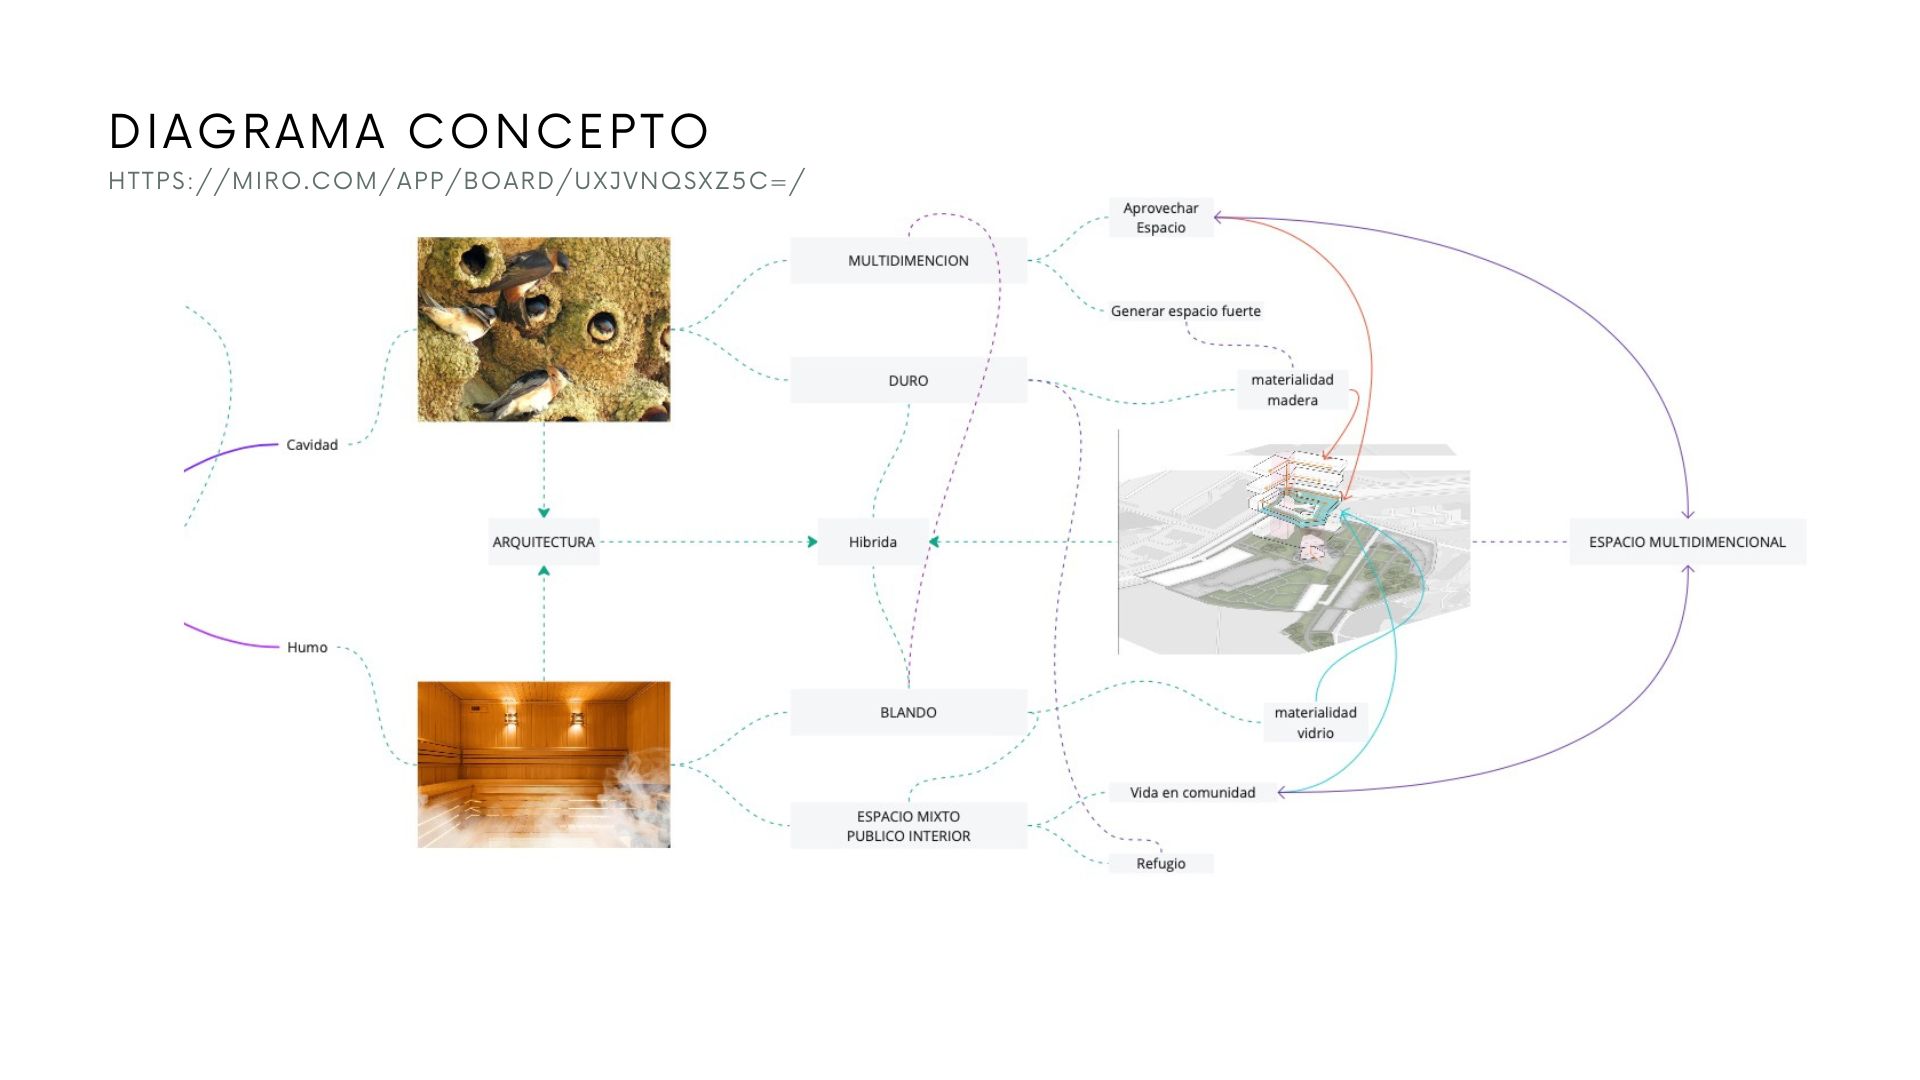 DIAGRAMA CONCEPTO
HTTPS://MIRO.COM/APP/BOARD/UXJVNQSXZ5C=/
Aprovechar
Espacio
MULTIDIMENCION
Generar espacio fuerte
DURO
materialidad
madera
Cavidad
ARQUITECTURA
Hibrida
ESPACIO MULTIDIMENCIONAL
Humo
BLANDO
materialidad
vidrio
Vida en comunidad
ESPACIO MIXTO
PUBLICO INTERIOR
Refugio